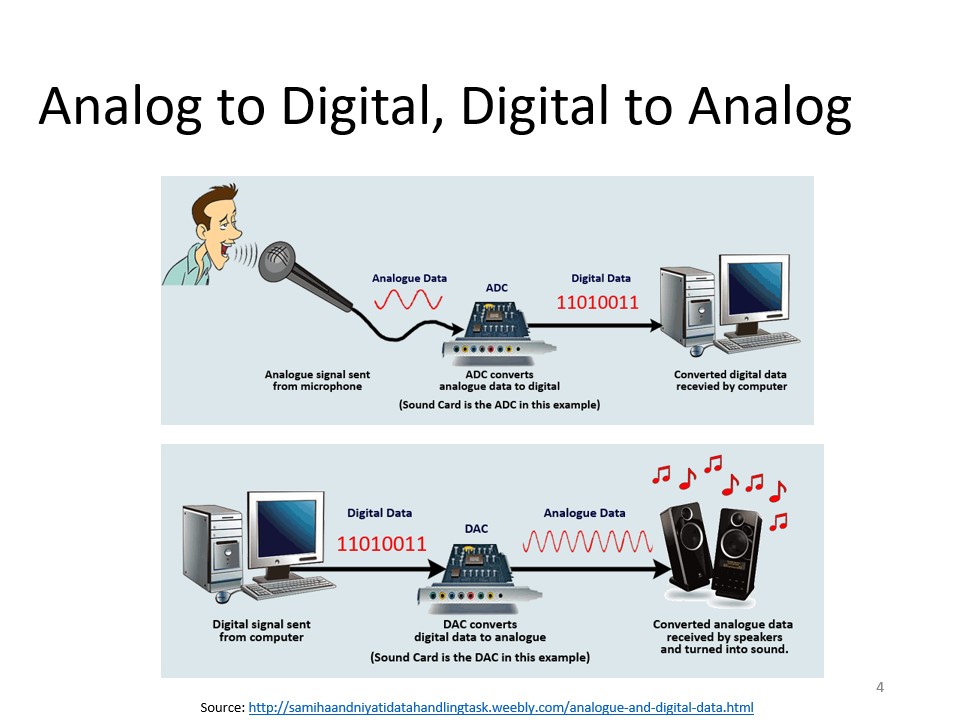 Analog to Digital, Digital to Analog
Analogue Data
ADC
Digital Data
11010011
Analogue signal sent
from microphone
ADC converts
analogue data to digital
(Sound Card is the ADC in this example)
Converted digital data
recevied by computer
Digital Data
11010011
DAC
Analogue Data
Digital signal sent
from computer
DAC converts
digital data to analogue
(Sound Card is the DAC in this example)
Converted analogue data
received by speakers
and turned into sound.
4
Source: http://samihaandniyatidatahandlingtask.weebly.com/analogue-and-digital-data.html